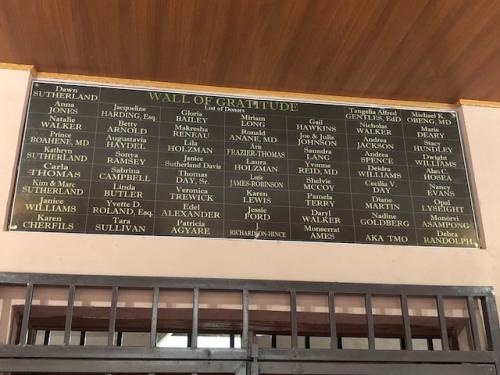 WALL OF GRATITUDE
List of Donors
Dawn
SUTHERLAND
Anna
JONES
Natalie
WALKER
Prince
BOAHENE, MD
Kathryn
SUTHERLAND
Carla
THOMAS
Kim & Marc
SUTHERLAND
Janice
WILLIAMS
Karen
CHERFILS
Jacqueline
HARDING, Esq.
Betty
ARNOLD
Augustavia
HAYDEL
Sonya
RAMSEY
Sabrina
CAMPBELL
Linda
BUTLER
Yvette D.
ROLAND, Esq.
Tara
SULLIVAN
Gloria
BAILEY
Makresha
RENEAU
Lila
HOLZMAN
Janice
Sutherland Davis
Thomas
DAY, Sr.
Veronica
TREWICK
Edel
ALEXANDER
Patricia
AGYARE
Miriam
LONG
Ronald
ANANE, MD
Avis
FRAZIER-THOMAS
Laura
HOLZMAN
JAMES-ROBINSON
Karen
LEWIS
Jessie
FORD
RICHARDSON-HINCE
Gail
HAWKINS
Joe & Julie
JOHNSON
Saundra
LANG
Yvonne
REID, MD
Shelvie
MCCOY
Pamela
TERRY
Daryl
WALKER
Monserrat
AMES
Tangelia Alfred
GENTLES, EdD
Nicholas
WALKER
Andrea
JACKSON
Andrea
SPENCE
Deidra
WILLIAMS
Cecilia V.
DAY
Diane
MARTIN
Nadine
GOLDBERG
AKA TMO
Michael K.
OBENG, MD
Marie
DEARY
Stacy
HUNTLEY
Dwight
WILLIAMS
Alan C.
MOSEA
Nancy
EVANS
Opal
LYSEIGHT
Monorvi
ASAMPONG
Debra
RANDOLPH